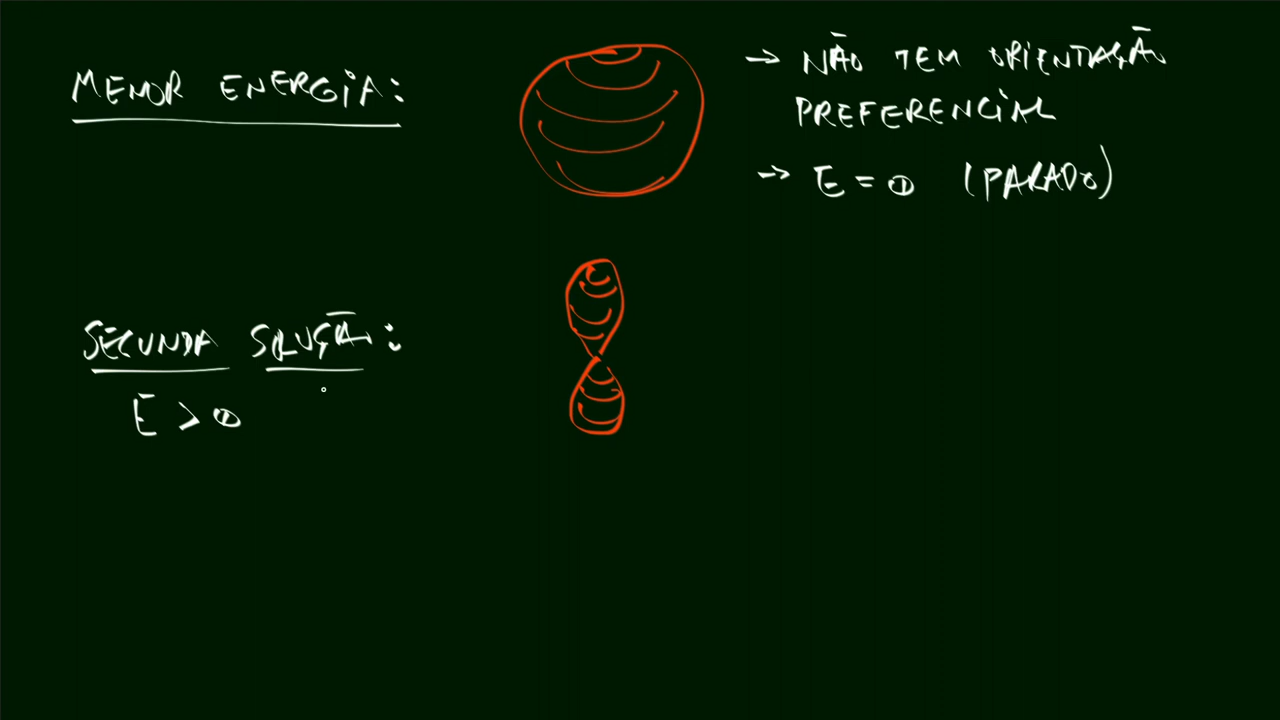 MENOR ENERGIA:
→ NÃO TEM ORIENTAÇÃO
PREFERENCIAL
→ E = 0 (PARADO)
SEGUNDA SOLUÇÃO:
E > 0